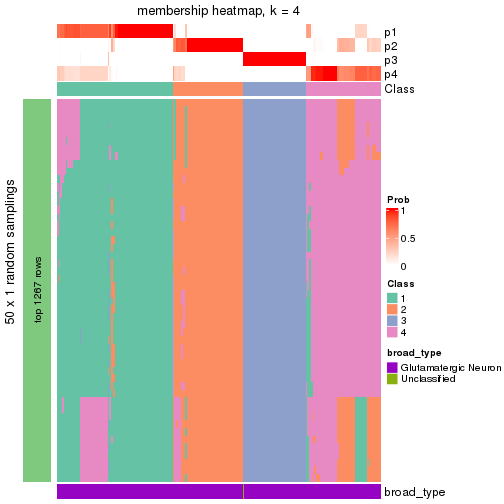 membership heatmap, k = 4
p1
p2
p3
p4
Class
50 x 1 random samplings
top 1267 rows
Prob
1
0.5
0
Class
1
2
3
4
broad_type
Glutamatergic Neuron
Unclassified
broad_type